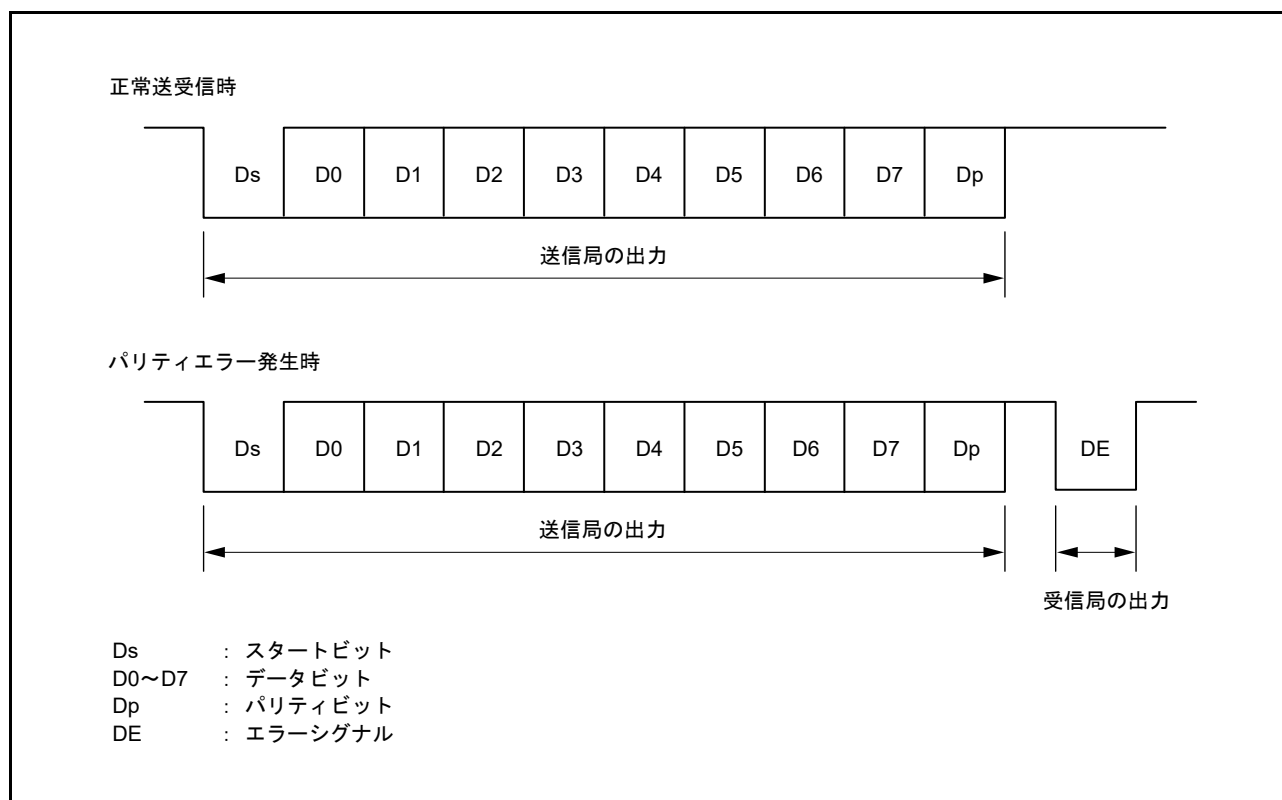 正常送受信時
Ds D0 D1 D2 D3 D4 D5 D6 D7 Dp
送信局の出力
パリティエラー発生時
Ds D0 D1 D2 D3 D4 D5 D6 D7 Dp DE
送信局の出力
受信局の出力
Ds : スタートビット
D0～D7 : データビット
Dp : パリティビット
DE : エラーシグナル